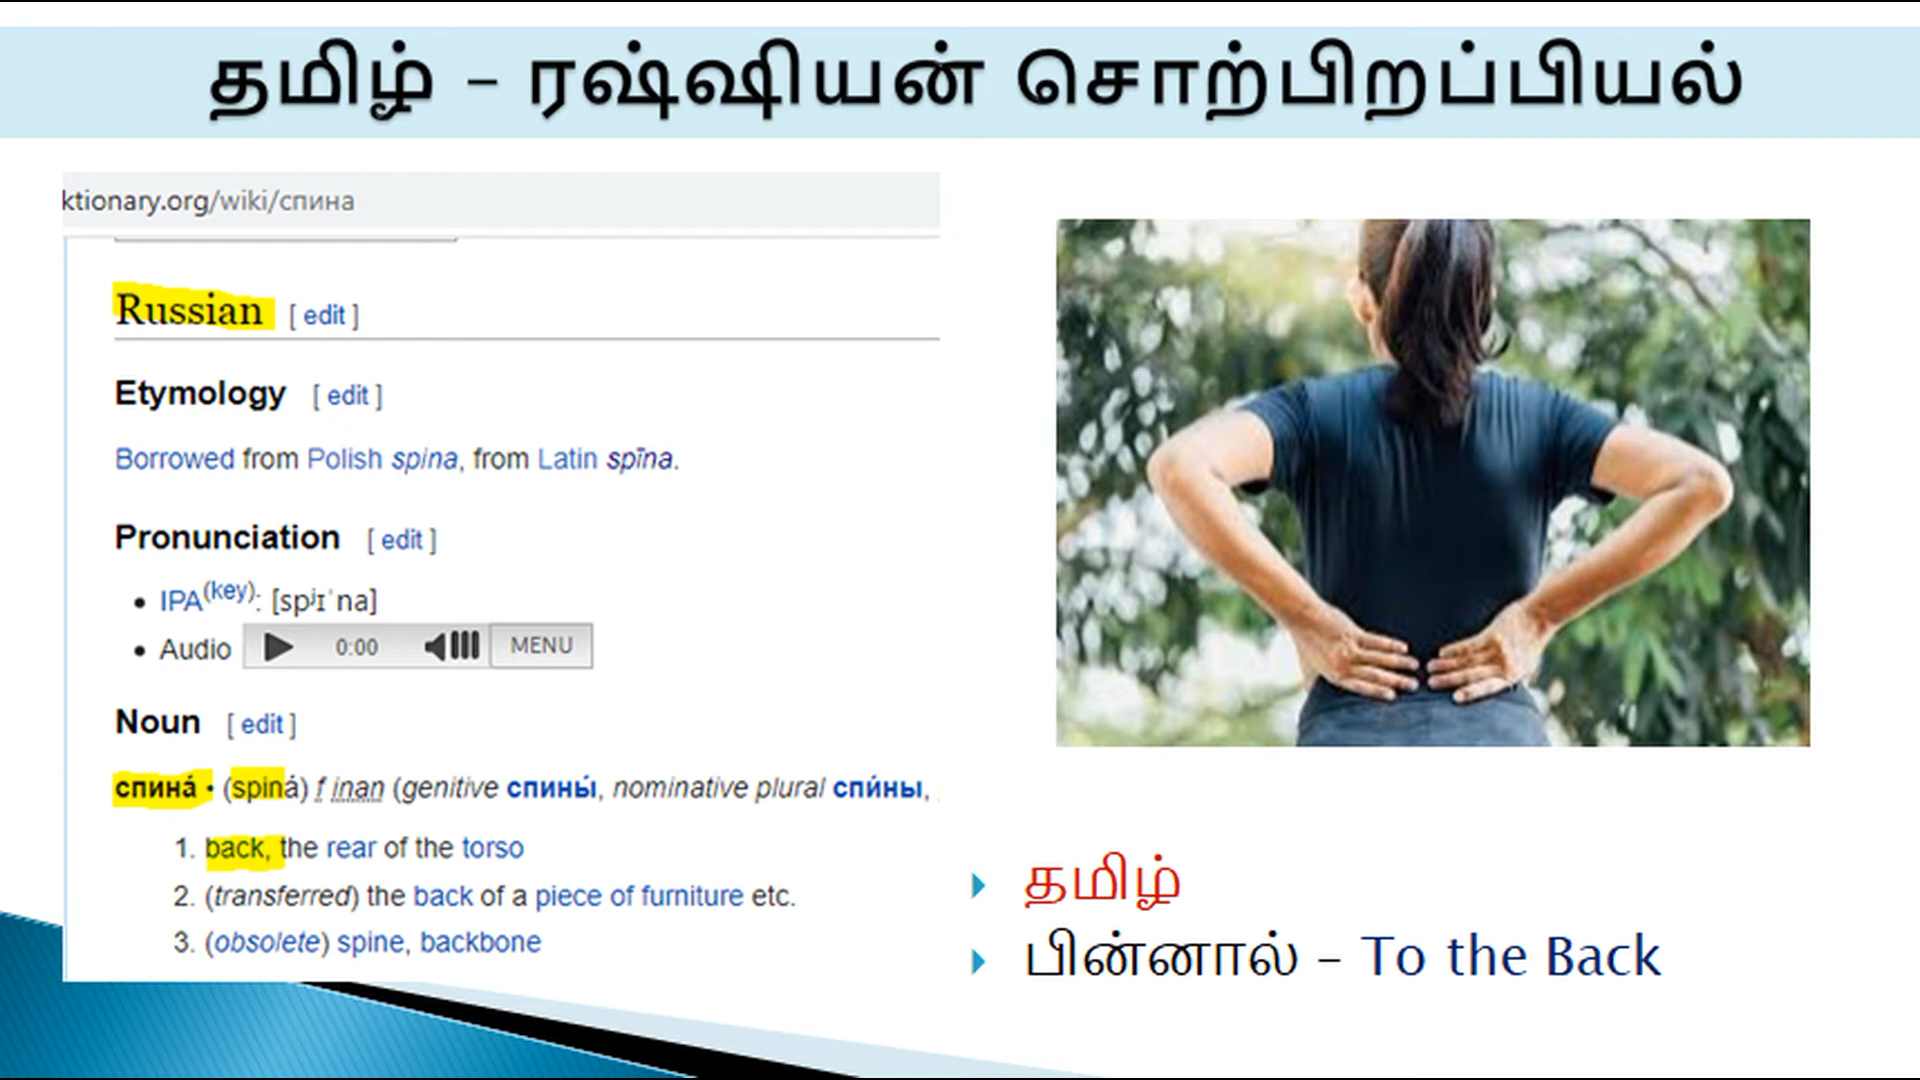 தமிழ் – ரஷ்ஷியன் சொற்பிறப்பியல்
ktionary.org/wiki/спина
Russian [ edit ]
Etymology [ edit ]
Borrowed from Polish spina, from Latin spīna.
Pronunciation [ edit ]
• IPA(key): [spʲɪˈna]
• Audio 0:00 MENU
Noun [ edit ]
спина́ • (spiná) f inan (genitive спины́, nominative plural спи́ны,
1. back, the rear of the torso
2. (transferred) the back of a piece of furniture etc.
3. (obsolete) spine, backbone
தமிழ்
பின்னால் – To the Back